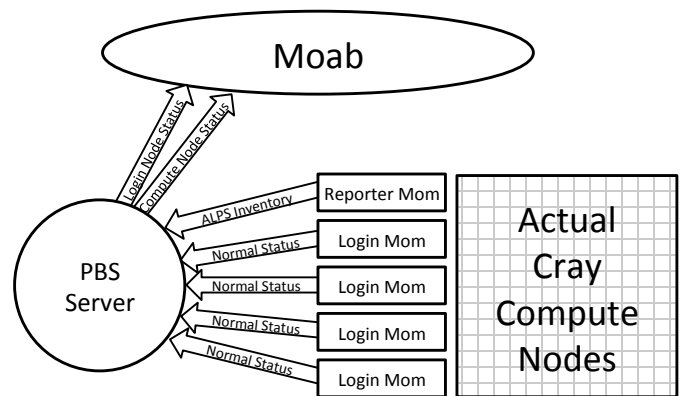 Moab
Login Node Status
Compute Node Status
PBS
Server
ALPS Inventory
Reporter Mom
Normal Status
Login Mom
Normal Status
Login Mom
Normal Status
Login Mom
Normal Status
Login Mom
Actual
Cray
Compute
Nodes